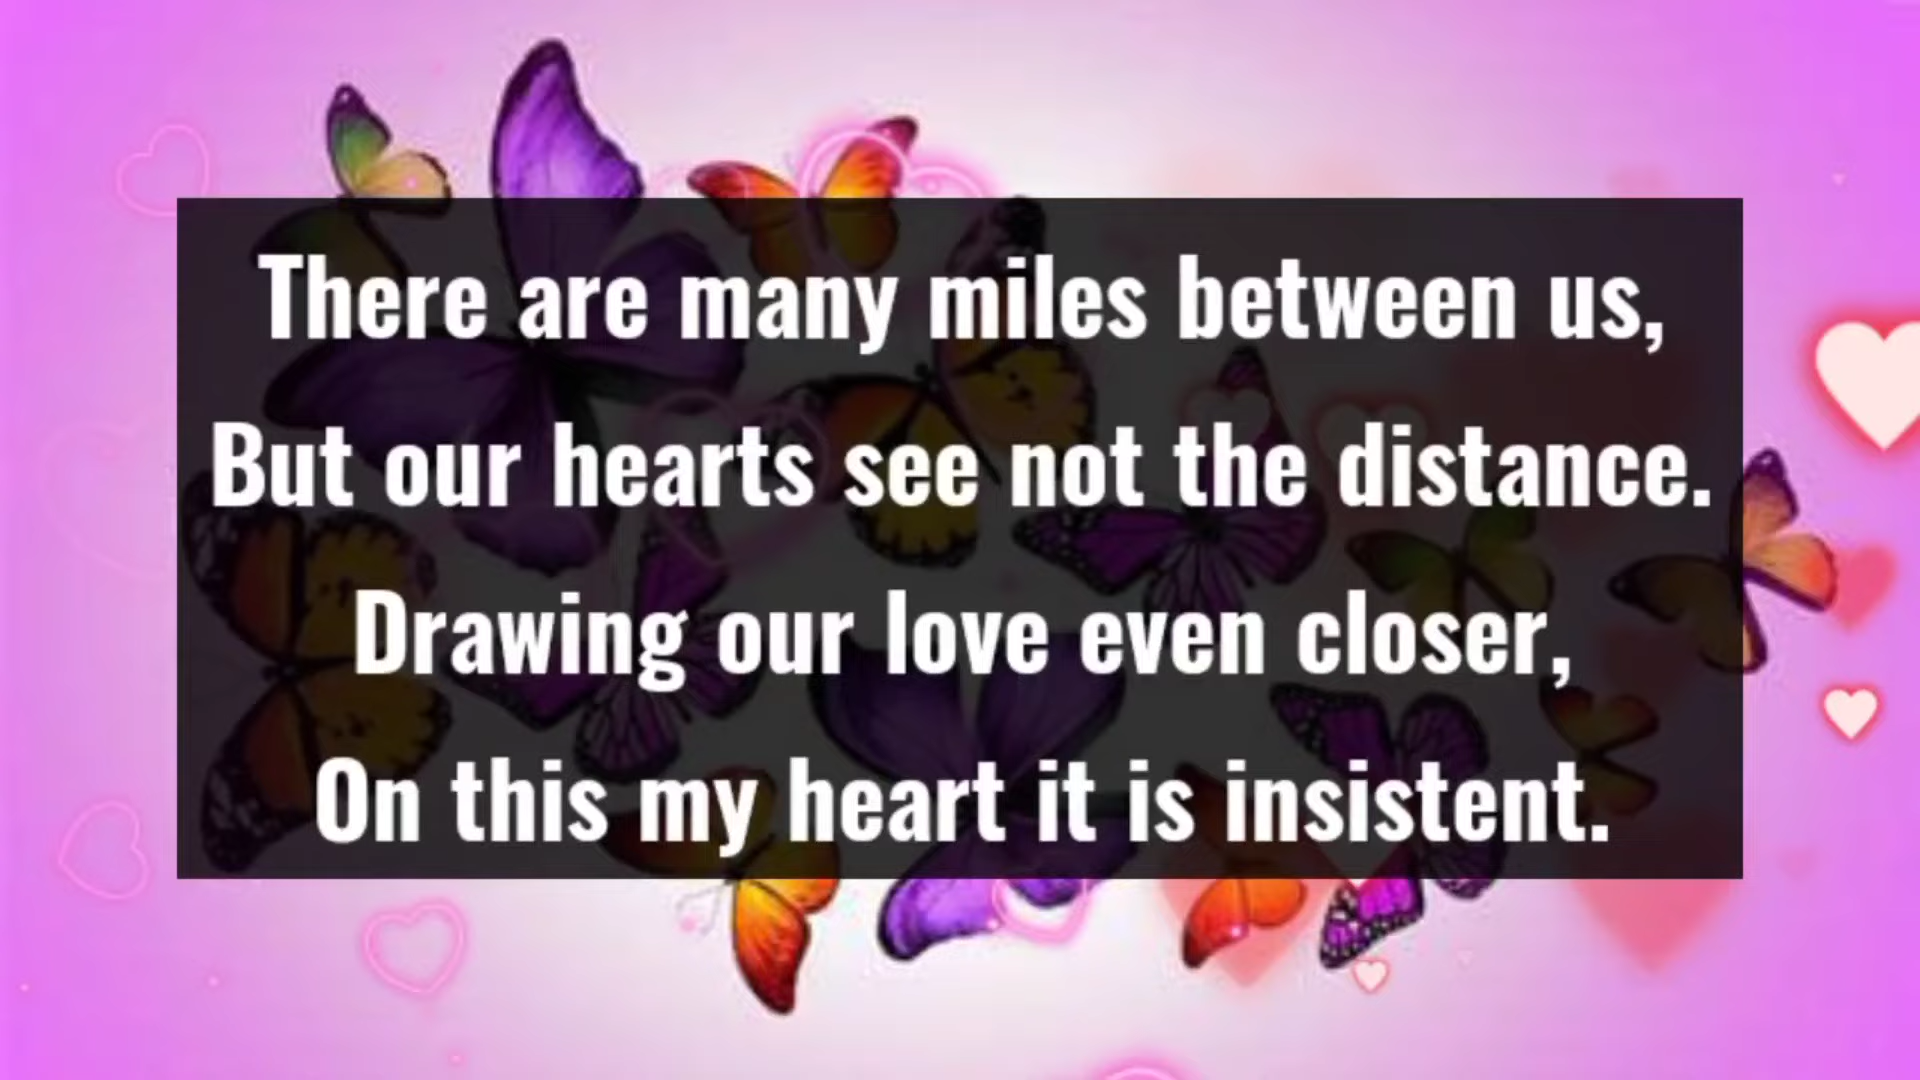 There are many miles between us,
But our hearts see not the distance.
Drawing our love even closer,
On this my heart it is insistent.